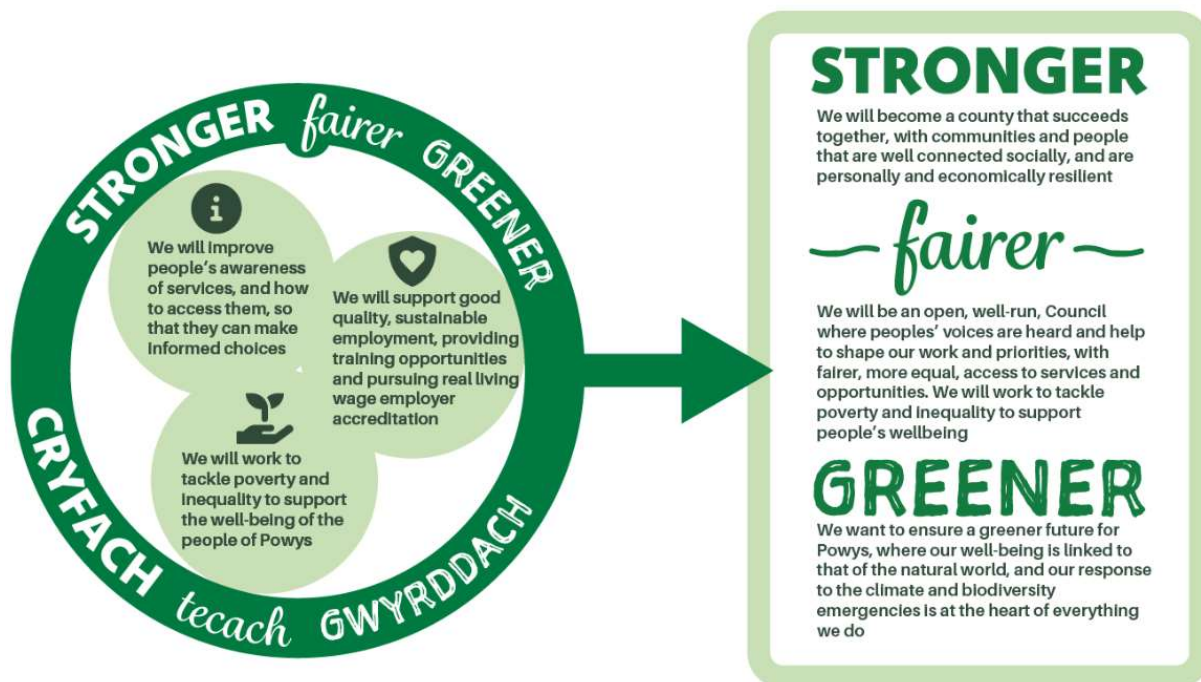 STRONGER fairer GREENER
We will improve
people's awareness
of services, and how
to access them, so
that they can make
informed choices
We will support good
quality, sustainable
employment, providing
training opportunities
and pursuing real living
wage employer
accreditation
We will work to
tackle poverty and
inequality to support
the well-being of the
people of Powys
CRYFACH tecach GWYRDDACH
STRONGER
We will become a county that succeeds
together, with communities and people
that are well connected socially, and are
personally and economically resilient
fairer
We will be an open, well-run, Council
where peoples' voices are heard and help
to shape our work and priorities, with
fairer, more equal, access to services and
opportunities. We will work to tackle
poverty and inequality to support
people's wellbeing
GREENER
We want to ensure a greener future for
Powys, where our well-being is linked to
that of the natural world, and our response
to the climate and biodiversity
emergencies is at the heart of everything
we do